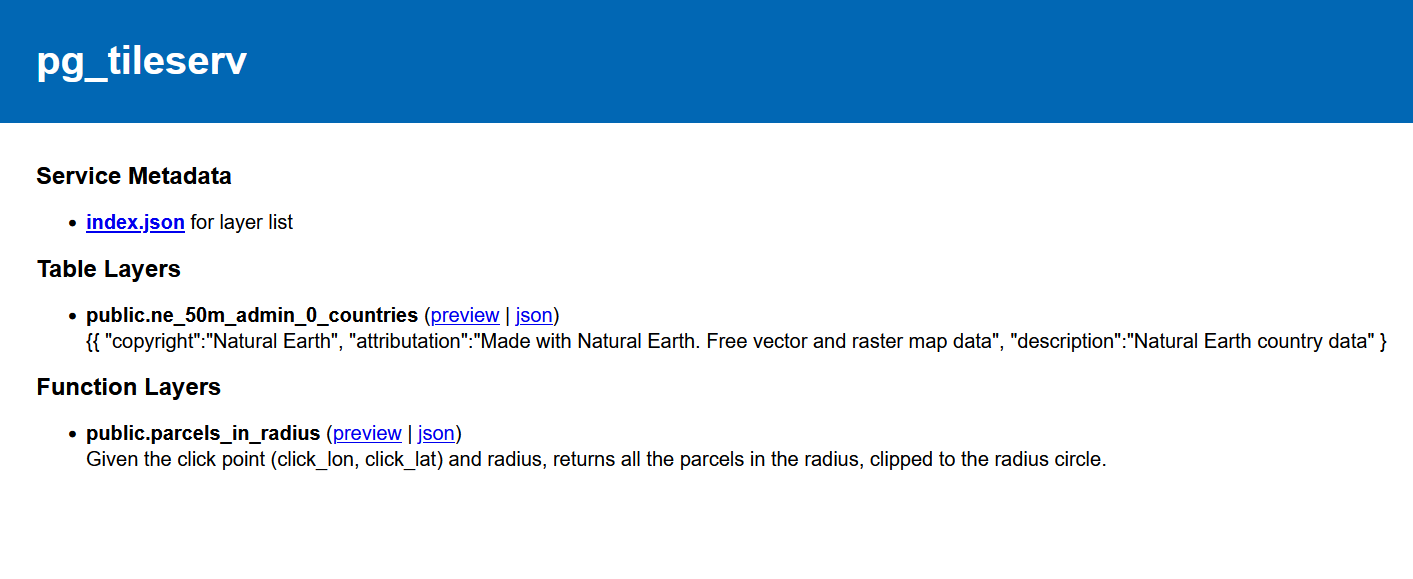 pg_tileserv
Service Metadata
index.json for layer list
Table Layers
public.ne_50m_admin_0_countries (preview | json)
{{ "copyright":"Natural Earth", "attributation":"Made with Natural Earth. Free vector and raster map data", "description":"Natural Earth country data" }
Function Layers
public.parcels_in_radius (preview | json)
Given the click point (click_lon, click_lat) and radius, returns all the parcels in the radius, clipped to the radius circle.